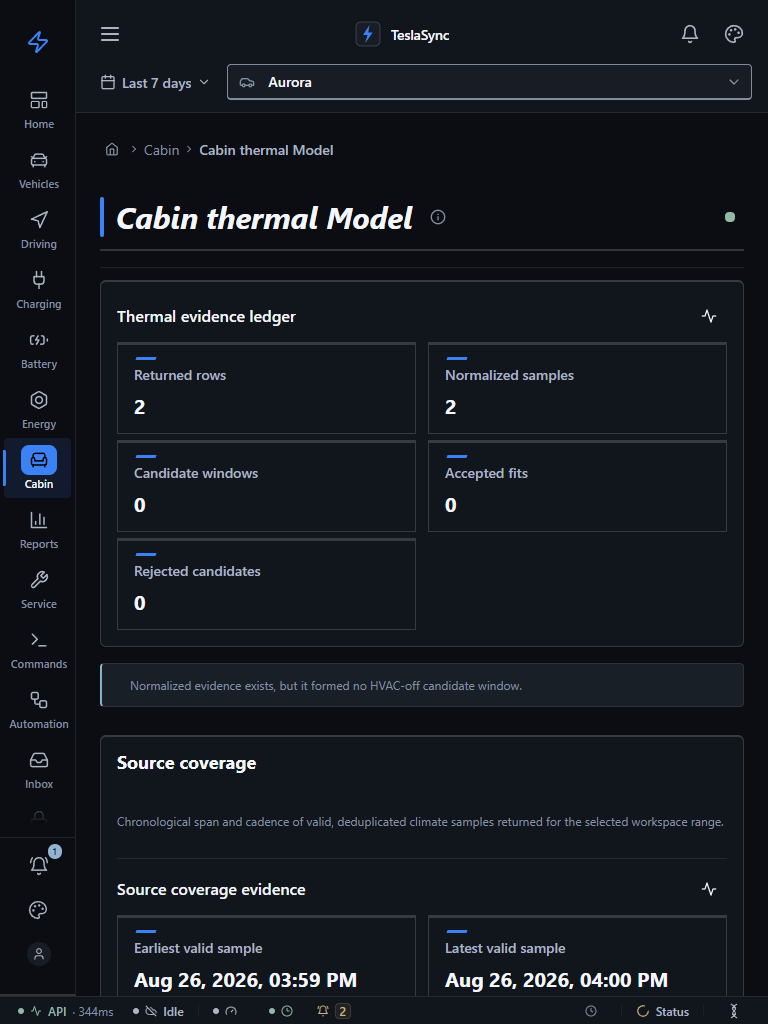 TeslaSync
Last 7 days
Aurora
Home
Vehicles
Driving
Charging
Battery
Energy
Cabin
Reports
Service
Commands
Automation
Inbox
1
Cabin
Cabin thermal Model
Cabin thermal Model
Thermal evidence ledger
Returned rows
2
Normalized samples
2
Candidate windows
0
Accepted fits
0
Rejected candidates
0
Normalized evidence exists, but it formed no HVAC-off candidate window.
Source coverage
Chronological span and cadence of valid, deduplicated climate samples returned for the selected workspace range.
Source coverage evidence
Earliest valid sample
Aug 26, 2026, 03:59 PM
Latest valid sample
Aug 26, 2026, 04:00 PM
API · 344ms
Idle
2
Status